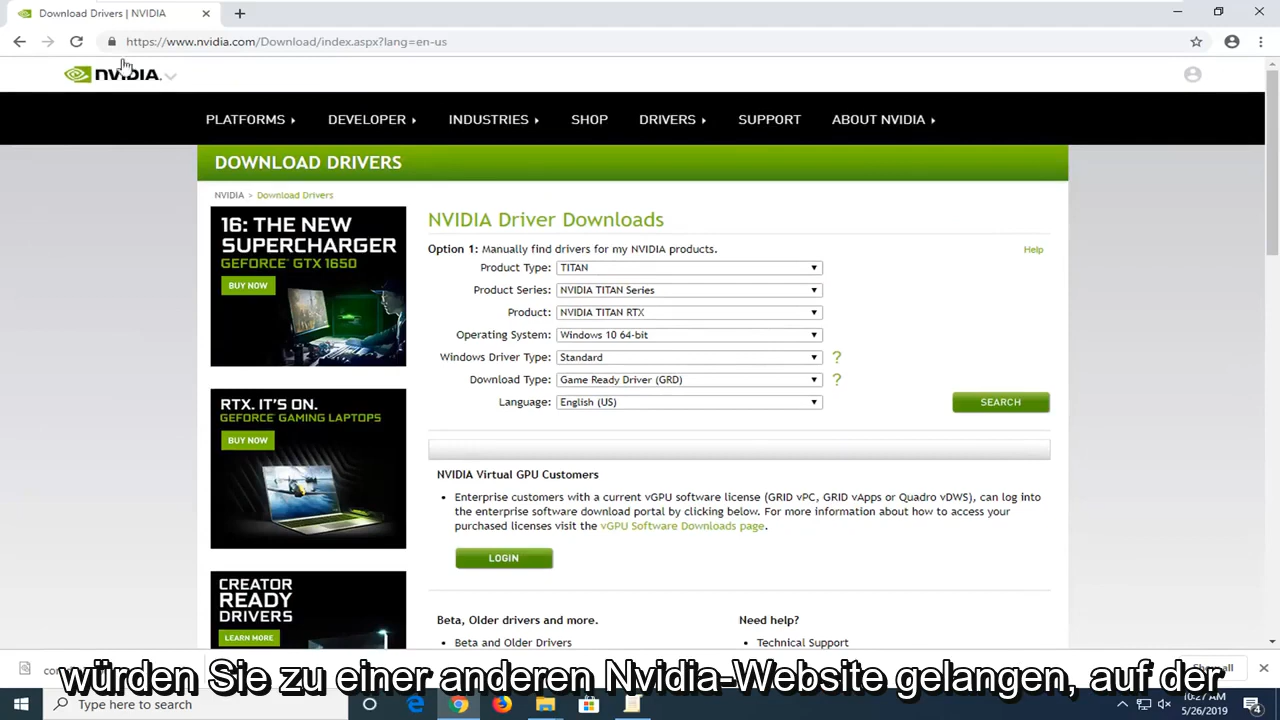 Download Drivers | NVIDIA
https://www.nvidia.com/Download/index.aspx?lang=en-us
NVIDIA.
PLATFORMS DEVELOPER INDUSTRIES SHOP DRIVERS SUPPORT ABOUT NVIDIA
DOWNLOAD DRIVERS
NVIDIA > Download Drivers
16: THE NEW
SUPERCHARGER
GEFORCE® GTX 1650
BUY NOW
RTX. IT'S ON.
GEFORCE® GAMING LAPTOPS
BUY NOW
CREATOR
READY
DRIVERS
LEARN MORE
NVIDIA Driver Downloads
Option 1: Manually find drivers for my NVIDIA products. Help
Product Type: TITAN
Product Series: NVIDIA TITAN Series
Product: NVIDIA TITAN RTX
Operating System: Windows 10 64-bit
Windows Driver Type: Standard ?
Download Type: Game Ready Driver (GRD) ?
Language: English (US)
SEARCH
NVIDIA Virtual GPU Customers
• Enterprise customers with a current vGPU software license (GRID vPC, GRID vApps or Quadro vDWS), can log into
the enterprise software download portal by clicking below. For more information about how to access your
purchased licenses visit the vGPU Software Downloads page.
LOGIN
Beta, Older drivers and more.
• Beta and Older Drivers
Need help?
• Technical Support
würden Sie zu einer anderen Nvidia-Website gelangen, auf der
Type here to search
10:27 AM
5/26/2019
4